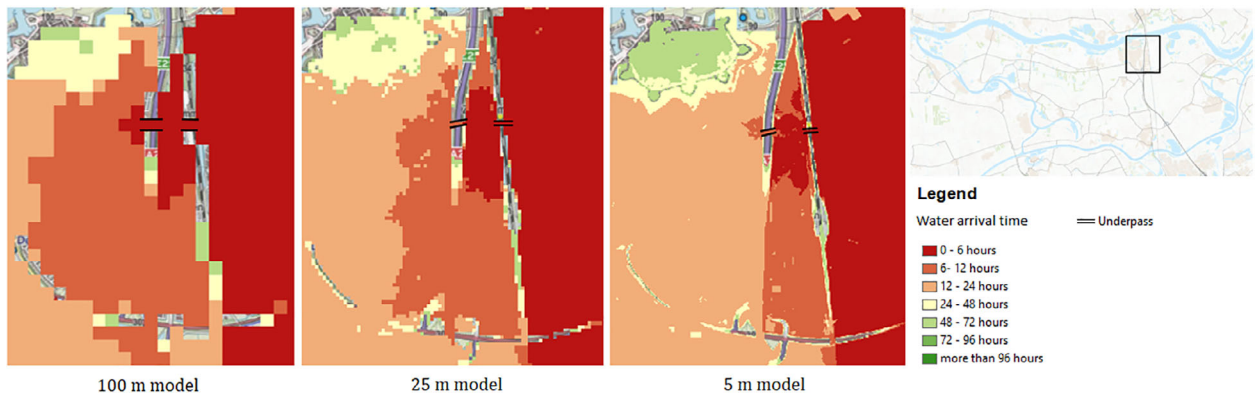 100 m model
25 m model
5 m model
Legend
Water arrival time
Underpass
0 - 6 hours
6- 12 hours
12 - 24 hours
24 - 48 hours
48 - 72 hours
72 - 96 hours
more than 96 hours